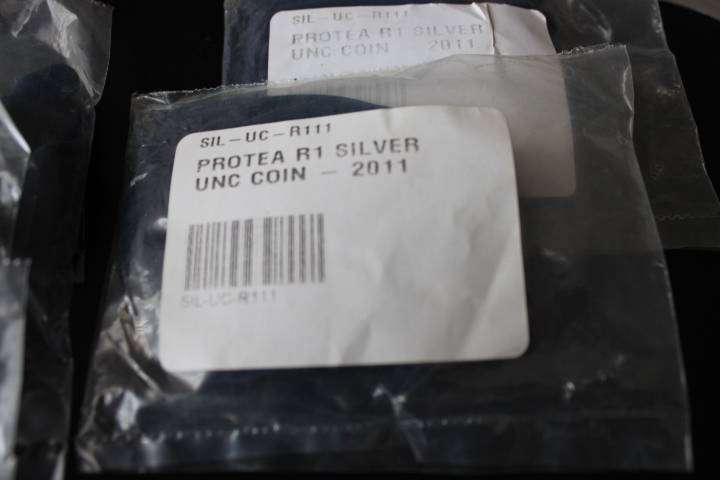 SIL-UC-R111
PROTEA R1 SILVER
UNC COIN 2011
SIL-UC-R111
PROTEA R1 SILVER
UNC COIN - 2011
SIL-UC-R111